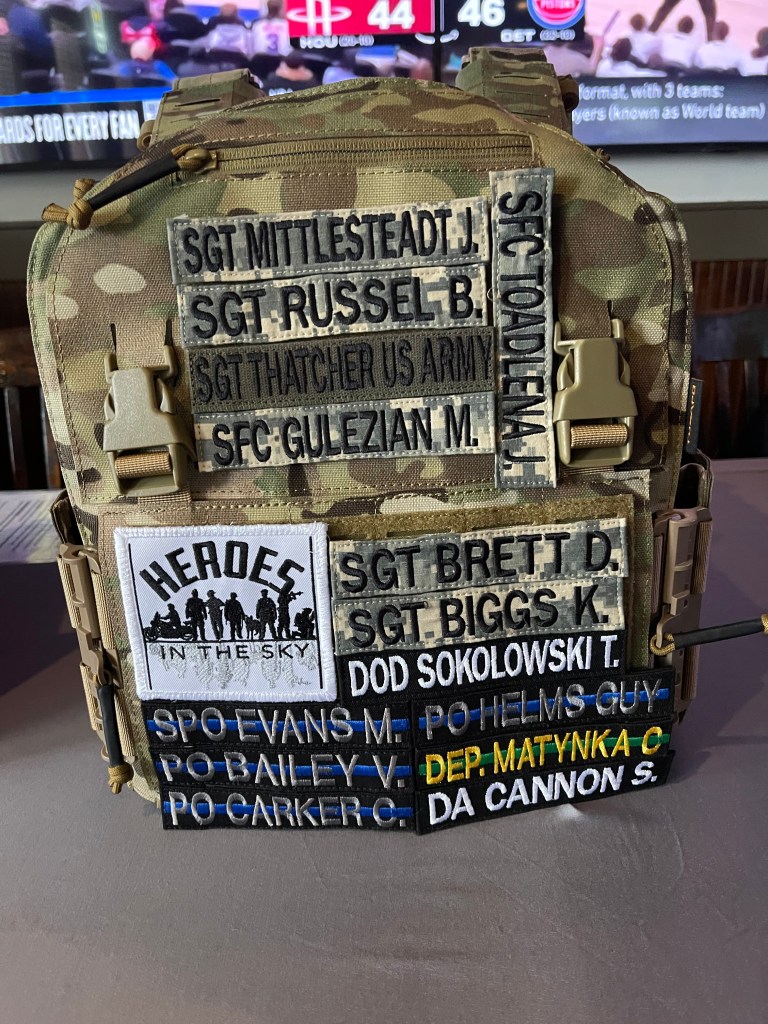 44
46
PISTONS
HOU
DET
ARDS FOR EVERY FAN
format, with 3 teams:
yers (known as World team)
SGT MITTLESTEADT J.
SGT RUSSEL B.
SGT THATCHER US ARMY
SFC GULEZIAN M.
SFC TOADLENA J.
HEROES
IN THE SKY
SGT BRETT D.
SGT BIGGS K.
DOD SOKOLOWSKI T.
SPO EVANS M.
PO HELMS GUY
PO BAILEY V.
DEP. MATYNKA C
PO CARKER C.
DA CANNON S.